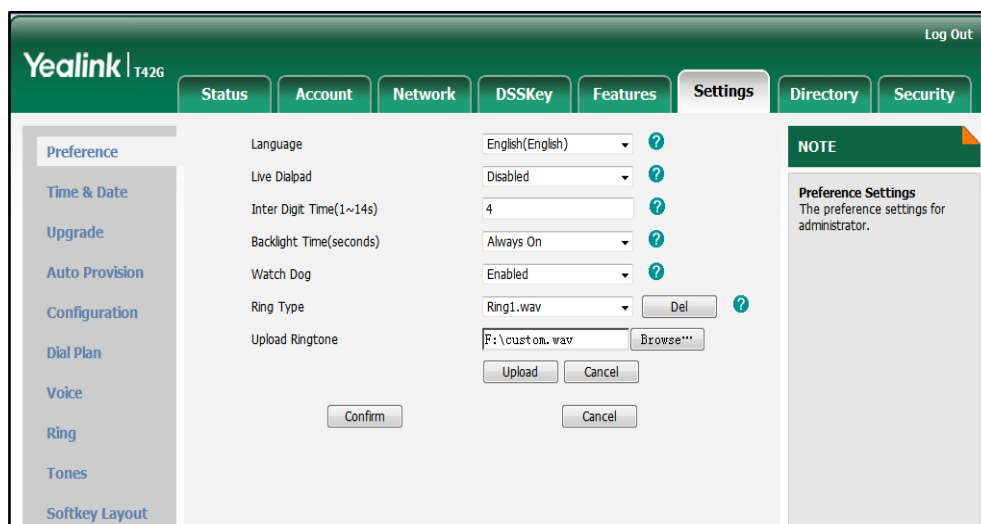 Log Out
Yealink T42G
Status Account Network DSSKey Features Settings Directory Security
Preference
Time & Date
Upgrade
Auto Provision
Configuration
Dial Plan
Voice
Ring
Tones
Softkey Layout
Language English(English) ?
Live Dialpad Disabled ?
Inter Digit Time(1~14s) 4 ?
Backlight Time(seconds) Always On ?
Watch Dog Enabled ?
Ring Type Ring1.wav Del ?
Upload Ringtone F:\custom.wav Browse...
Upload Cancel
Confirm Cancel
NOTE
Preference Settings
The preference settings for
administrator.